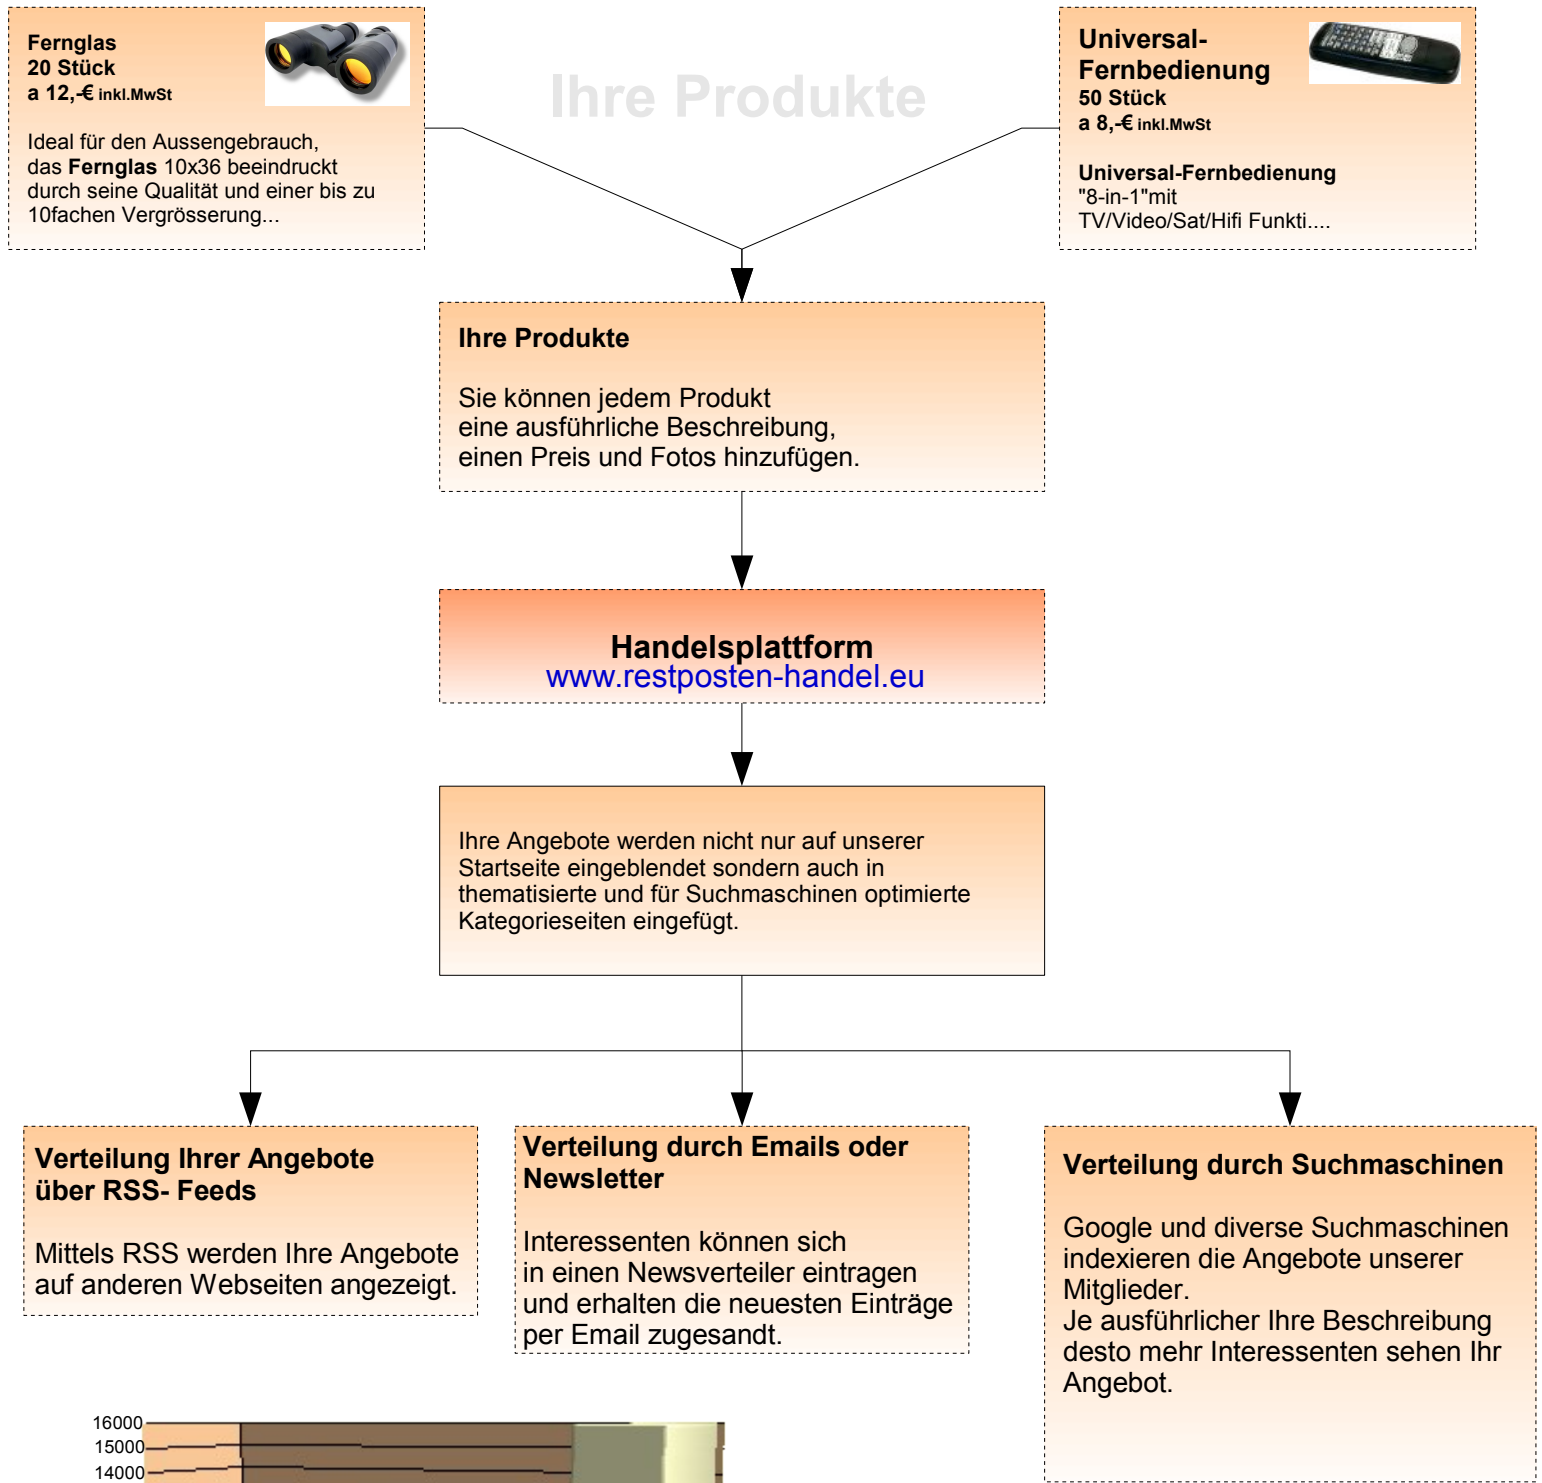 Fernglas
20 Stück
a 12,-€ inkl.MwSt
Ideal für den Aussengebrauch,
das Fernglas 10x36 beeindruckt
durch seine Qualität und einer bis zu
10fachen Vergrösserung...
Ihre Produkte
Universal-
Fernbedienung
50 Stück
a 8,-€ inkl.MwSt
Universal-Fernbedienung
"8-in-1"mit
TV/Video/Sat/Hifi Funkti....
Ihre Produkte
Sie können jedem Produkt
eine ausführliche Beschreibung,
einen Preis und Fotos hinzufügen.
Handelsplattform
www.restposten-handel.eu
Ihre Angebote werden nicht nur auf unserer
Startseite eingeblendet sondern auch in
thematisierte und für Suchmaschinen optimierte
Kategorieseiten eingefügt.
Verteilung Ihrer Angebote
über RSS- Feeds
Mittels RSS werden Ihre Angebote
auf anderen Webseiten angezeigt.
Verteilung durch Emails oder
Newsletter
Interessenten können sich
in einen Newsverteiler eintragen
und erhalten die neuesten Einträge
per Email zugesandt.
Verteilung durch Suchmaschinen
Google und diverse Suchmaschinen
indexieren die Angebote unserer
Mitglieder.
Je ausführlicher Ihre Beschreibung
desto mehr Interessenten sehen Ihr
Angebot.
16000
15000
14000